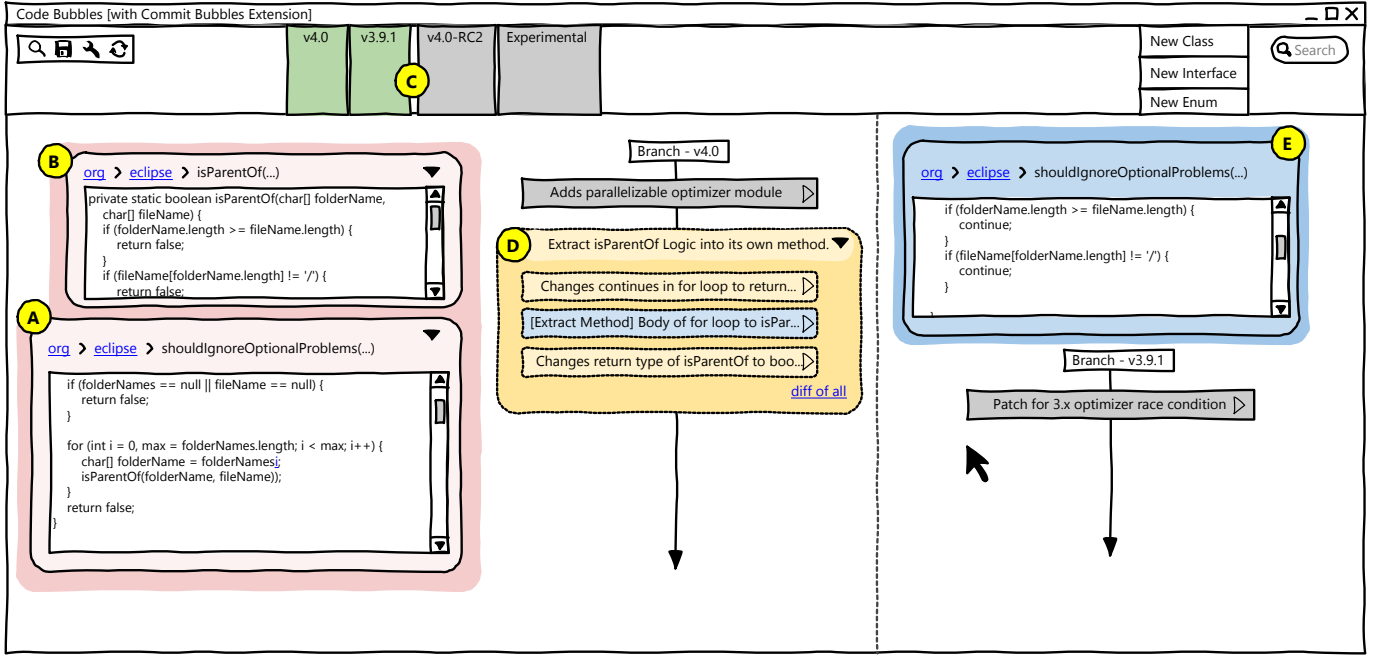 Code Bubbles [with Commit Bubbles Extension]
v4.0
v3.9.1
v4.0-RC2
Experimental
C
New Class
New Interface
New Enum
Search
B
org > eclipse > isParentOf(...)
private static boolean isParentOf(char[] folderName,
char[] fileName) {
if (folderName.length >= fileName.length) {
return false;
}
if (fileName[folderName.length] != '/') {
return false;
A
org > eclipse > shouldIgnoreOptionalProblems(...)
if (folderNames == null || fileName == null) {
return false;
}
for (int i = 0, max = folderNames.length; i < max; i++) {
char[] folderName = folderNamesi;
isParentOf(folderName, fileName));
}
return false;
}
Branch - v4.0
Adds parallelizable optimizer module
D
Extract isParentOf Logic into its own method.
Changes continues in for loop to return...
[Extract Method] Body of for loop to isPar...
Changes return type of isParentOf to boo...
diff of all
E
org > eclipse > shouldIgnoreOptionalProblems(...)
if (folderName.length >= fileName.length) {
continue;
}
if (fileName[folderName.length] != '/') {
continue;
}
}
Branch - v3.9.1
Patch for 3.x optimizer race condition